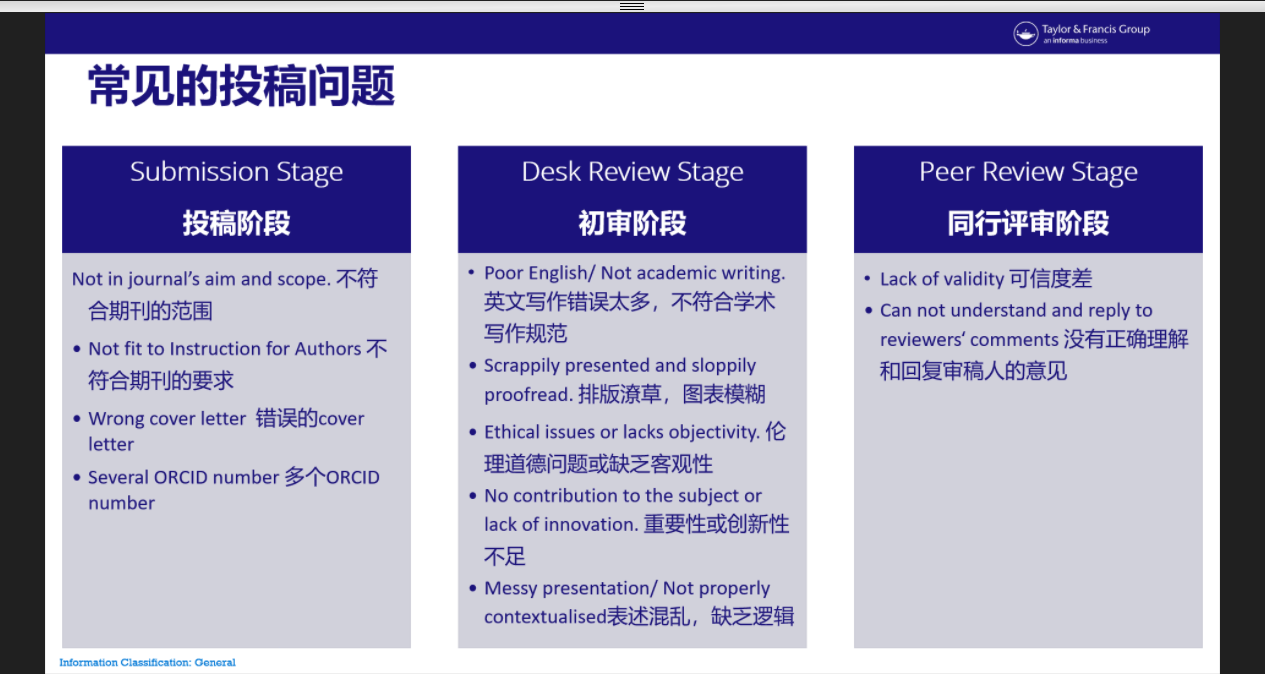 Taylor & Francis Group
an informa business
常见的投稿问题
Submission Stage
投稿阶段
Not in journal’s aim and scope. 不符
合期刊的范围
• Not fit to Instruction for Authors 不
符合期刊的要求
• Wrong cover letter 错误的cover
letter
• Several ORCID number 多个ORCID
number
Desk Review Stage
初审阶段
• Poor English/ Not academic writing.
英文写作错误太多，不符合学术
写作规范
• Scrappily presented and sloppily
proofread. 排版潦草，图表模糊
• Ethical issues or lacks objectivity. 伦
理道德问题或缺乏客观性
• No contribution to the subject or
lack of innovation. 重要性或创新性
不足
• Messy presentation/ Not properly
contextualised表述混乱，缺乏逻辑
Peer Review Stage
同行评审阶段
• Lack of validity 可信度差
• Can not understand and reply to
reviewers‘ comments 没有正确理解
和回复审稿人的意见
Information Classification: General